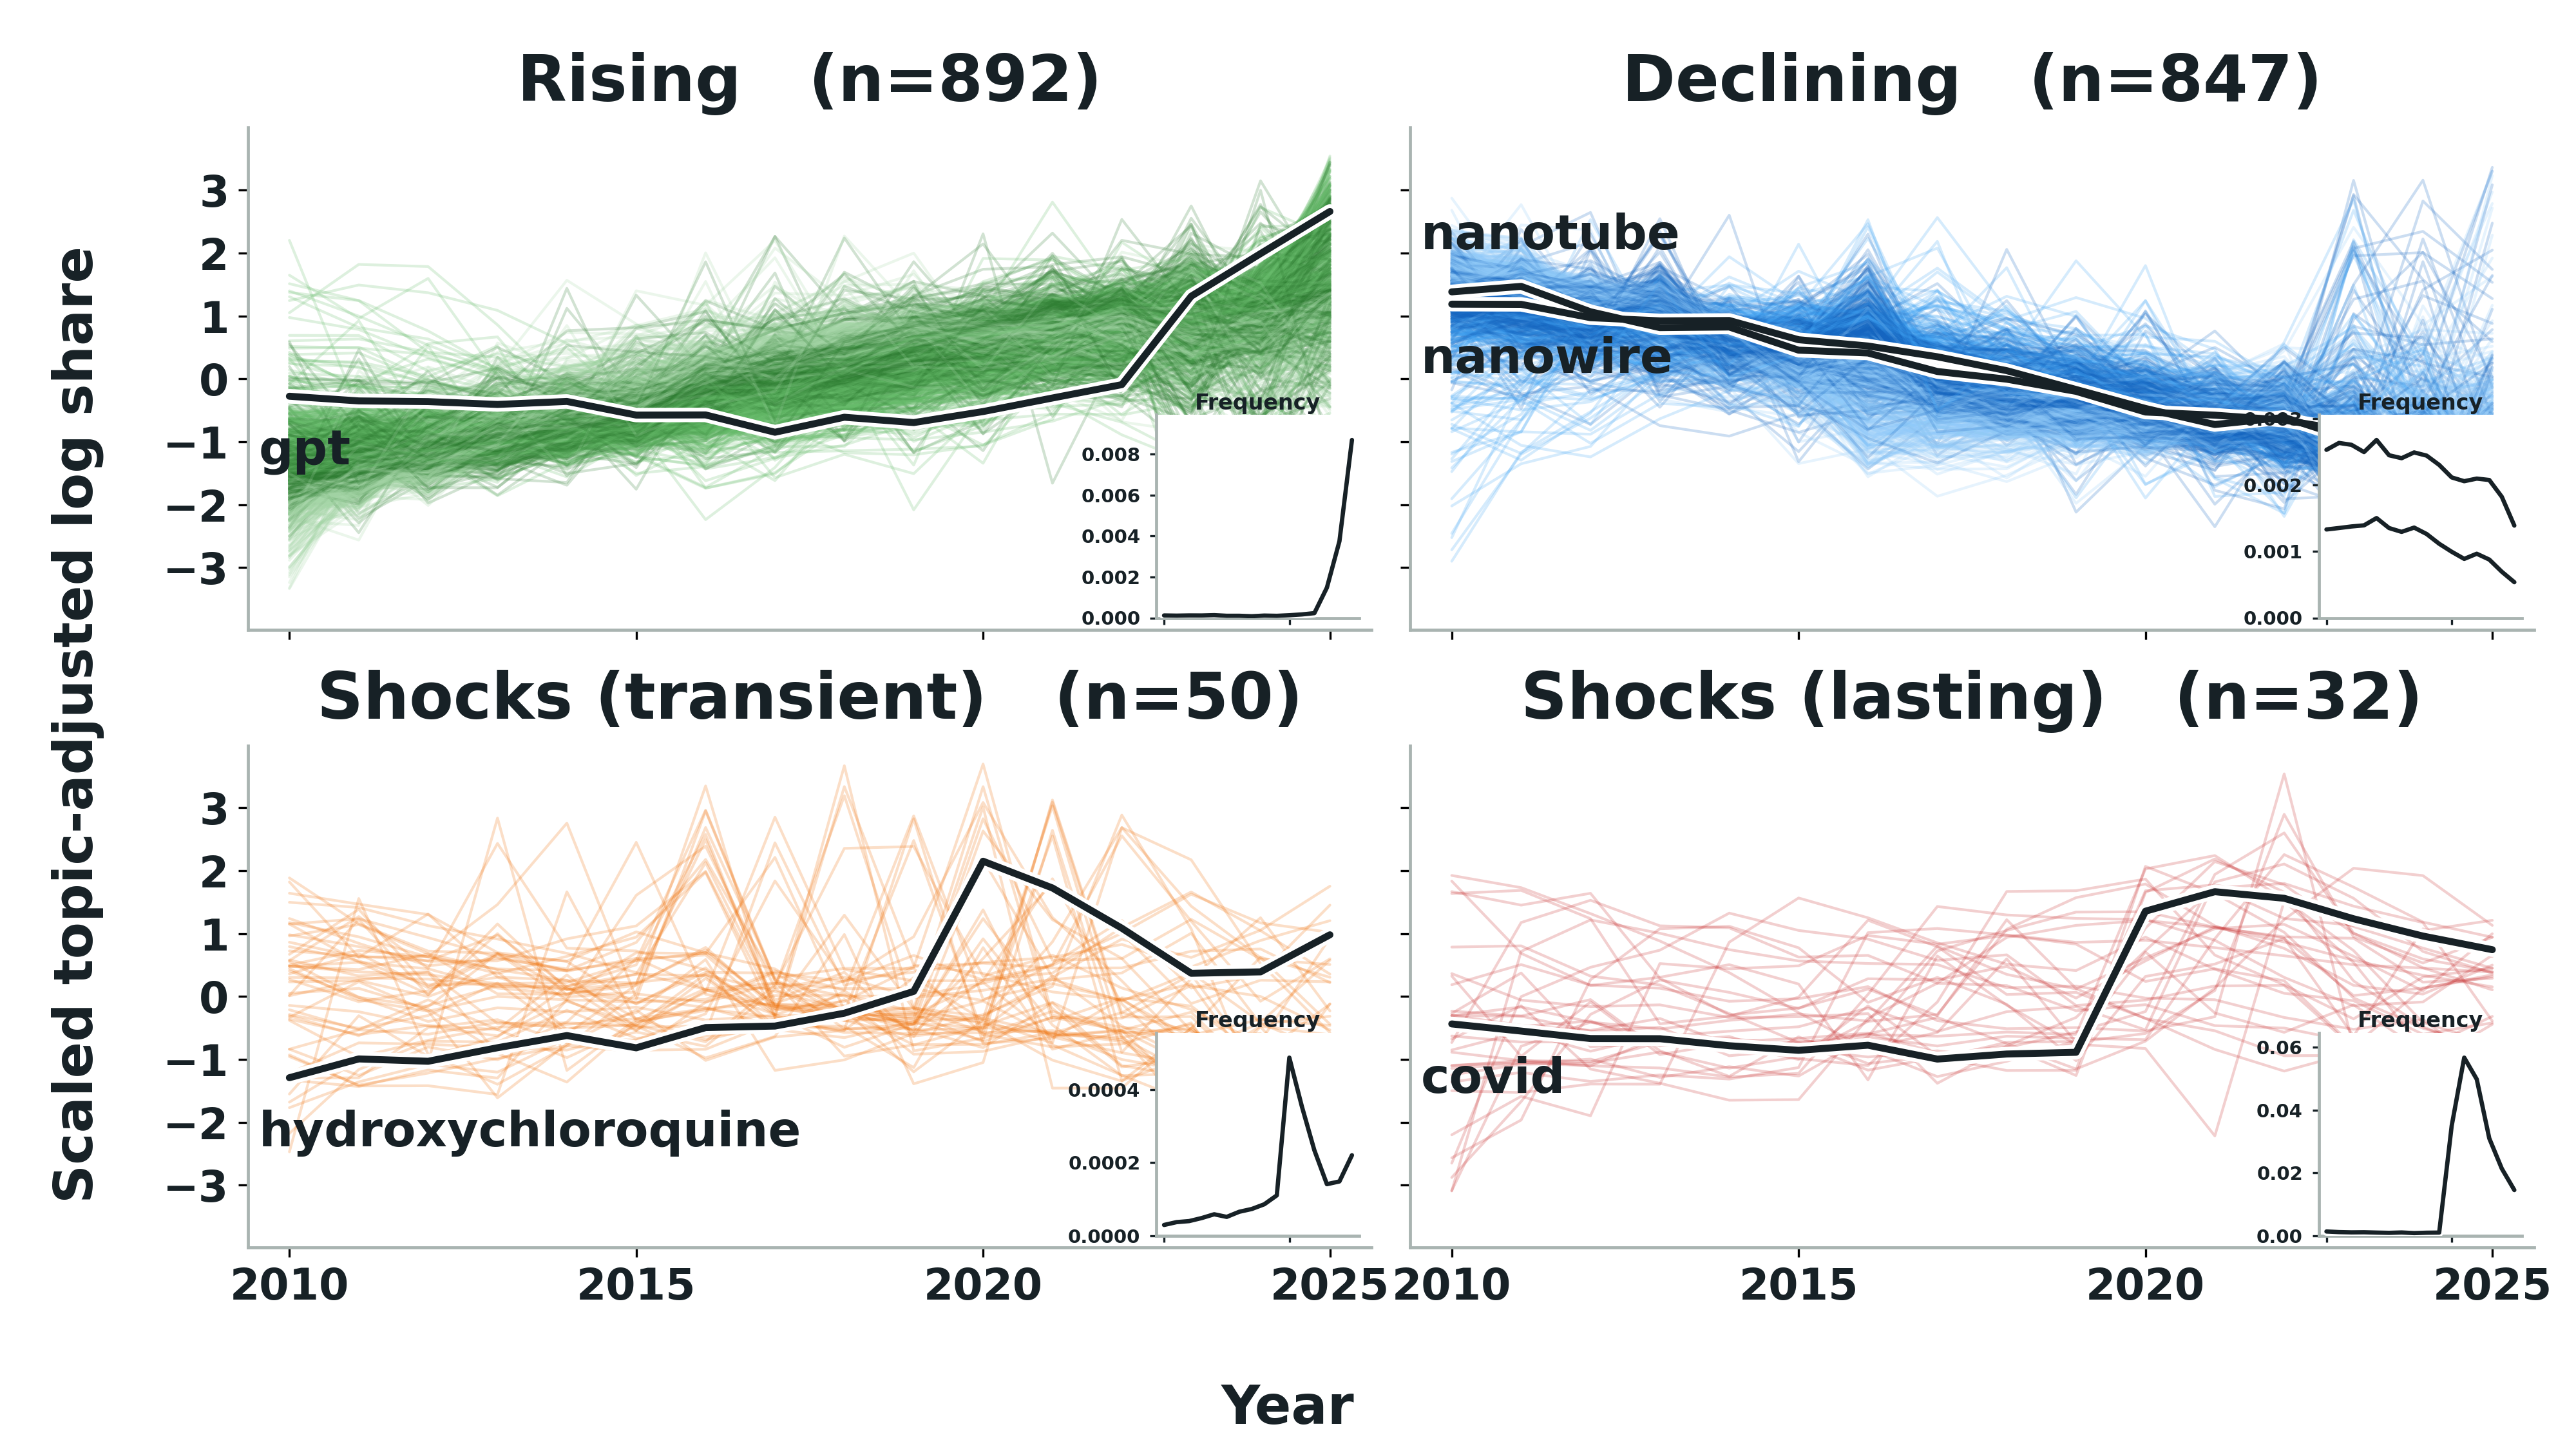 Rising (n=892)
Declining (n=847)
Scaled topic-adjusted log share
3
2
1
0
−1
−2
−3
gpt
Frequency
0.008
0.006
0.004
0.002
0.000
nanotube
nanowire
Frequency
0.003
0.002
0.001
0.000
Shocks (transient) (n=50)
Shocks (lasting) (n=32)
3
2
1
0
−1
−2
−3
hydroxychloroquine
Frequency
0.0004
0.0002
0.0000
covid
Frequency
0.06
0.04
0.02
0.00
2010 2015 2020 2025
2010 2015 2020 2025
Year